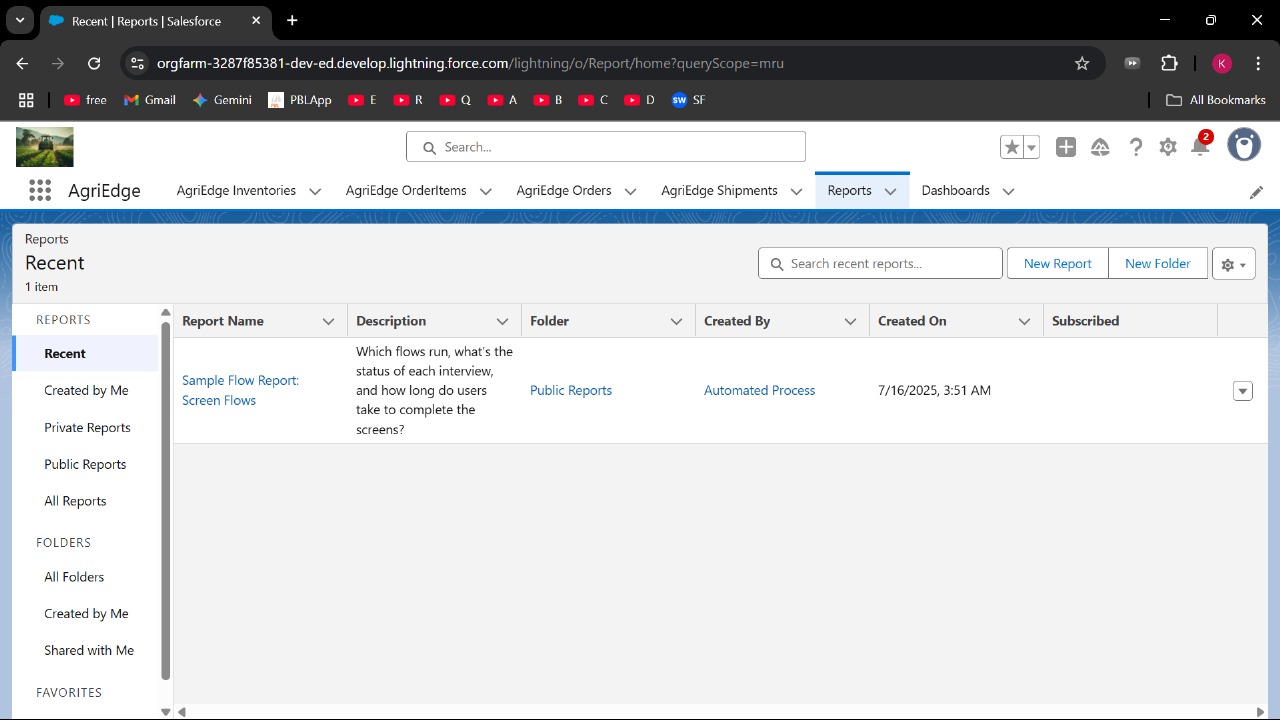 Recent | Reports | Salesforce
orgfarm-3287f85381-dev-ed.develop.lightning.force.com/lightning/o/Report/home?queryScope=mru
K
free
Gmail
Gemini
PBLApp
E
R
Q
A
B
C
D
SW SF
All Bookmarks
Search...
2
AgriEdge
AgriEdge Inventories
AgriEdge OrderItems
AgriEdge Orders
AgriEdge Shipments
Reports
Dashboards
Reports
Recent
1 item
Search recent reports...
New Report
New Folder
REPORTS
Recent
Created by Me
Private Reports
Public Reports
All Reports
FOLDERS
All Folders
Created by Me
Shared with Me
FAVORITES
Report Name
Description
Folder
Created By
Created On
Subscribed
Sample Flow Report:
Screen Flows
Which flows run, what's the
status of each interview,
and how long do users
take to complete the
screens?
Public Reports
Automated Process
7/16/2025, 3:51 AM